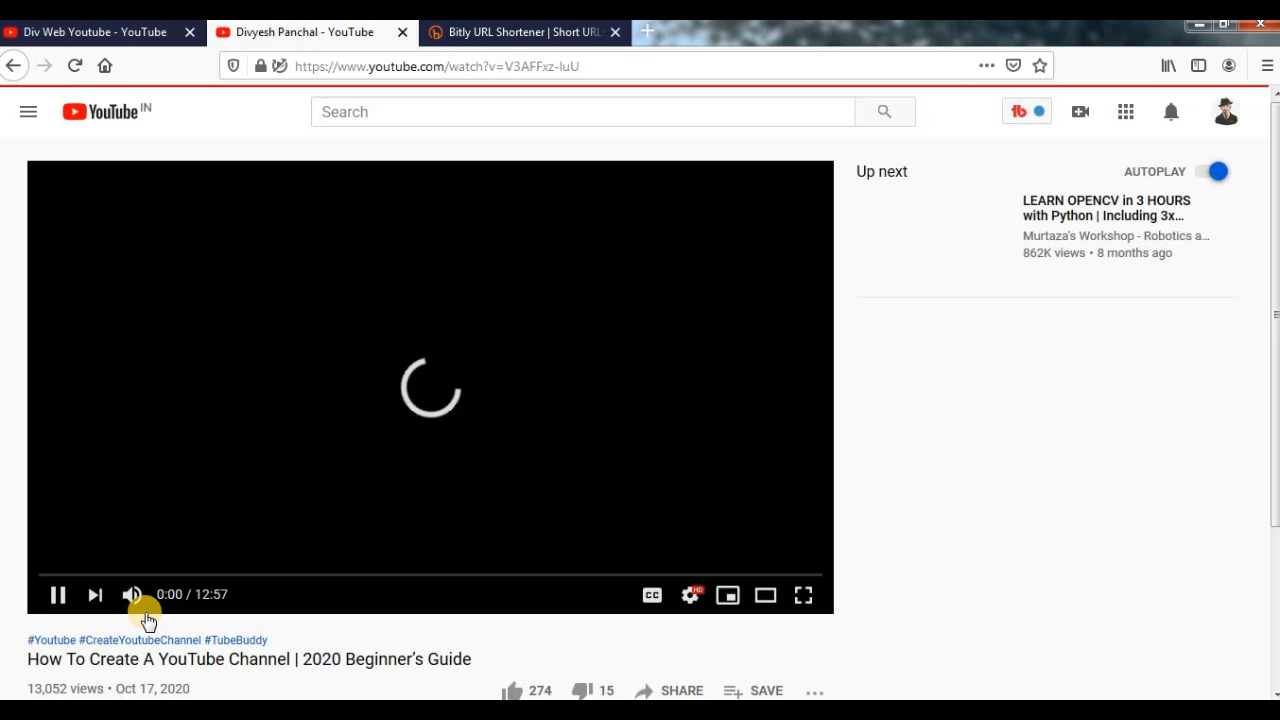 Div Web Youtube - YouTube
Divyesh Panchal - YouTube
Bitly URL Shortener | Short URL
https://www.youtube.com/watch?v=V3AFFxz-IuU
YouTube IN
Search
Up next
AUTOPLAY
LEARN OPENCV in 3 HOURS
with Python | Including 3x...
Murtaza's Workshop - Robotics a...
862K views • 8 months ago
CC
HD
0:00 / 12:57
#Youtube #CreateYoutubeChannel #TubeBuddy
How To Create A YouTube Channel | 2020 Beginner's Guide
13,052 views • Oct 17, 2020
274
15
SHARE
SAVE